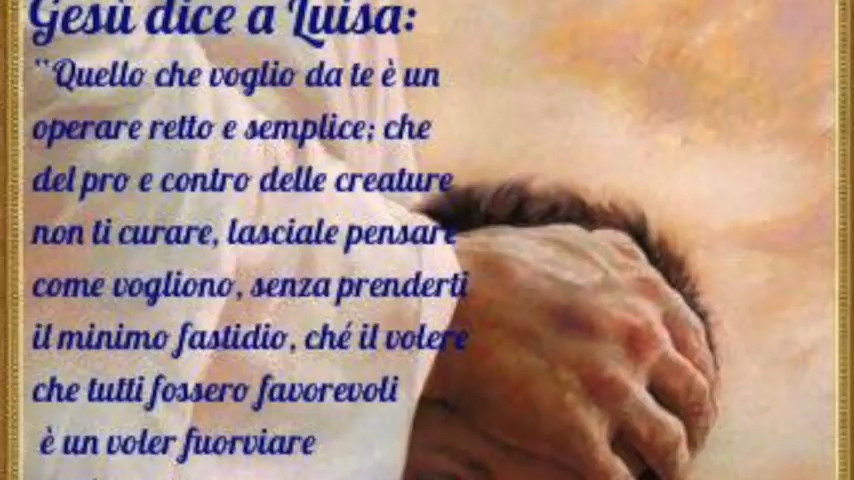 Gesù dice a Luisa:
"Quello che voglio da te è un
operare retto e semplice; che
del pro e contro delle creature
non ti curare, lasciale pensare
come vogliono, senza prenderti
il minimo fastidio, ché il volere
che tutti fossero favorevoli
è un voler fuorviare